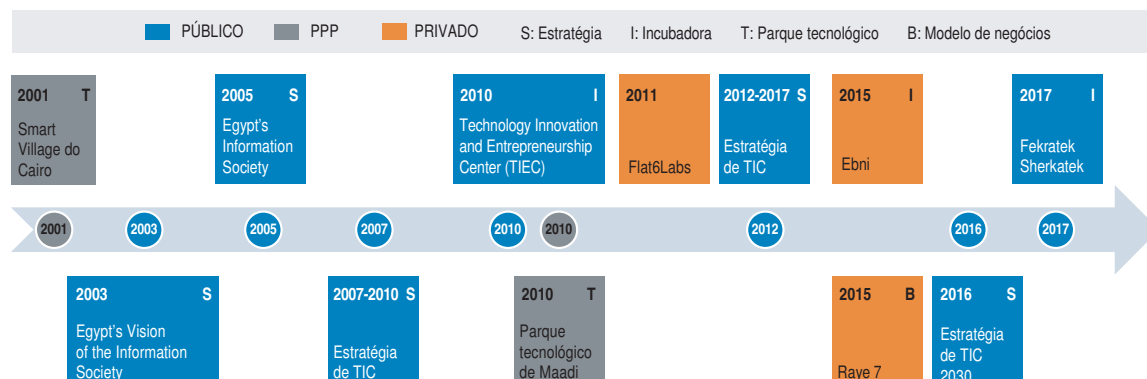 PÚBLICO PPP PRIVADO S: Estratégia I: Incubadora T: Parque tecnológico B: Modelo de negócios
2001 T
Smart
Village do
Cairo
2005 S
Egypt's
Information
Society
2010 I
Technology Innovation
and Entrepreneurship
Center (TIEC)
2011
Flat6Labs
2012-2017 S
Estratégia
de TIC
2015 I
Ebni
2017 I
Fekratek
Sherkatek
2001 2003 2005 2007 2010 2010 2012 2016 2017
2003 S
Egypt's Vision
of the Information
Society
2007-2010 S
Estratégia
de TIC
2010 T
Parque
tecnológico
de Maadi
2015 B
Rave 7
2016 S
Estratégia
de TIC
2030